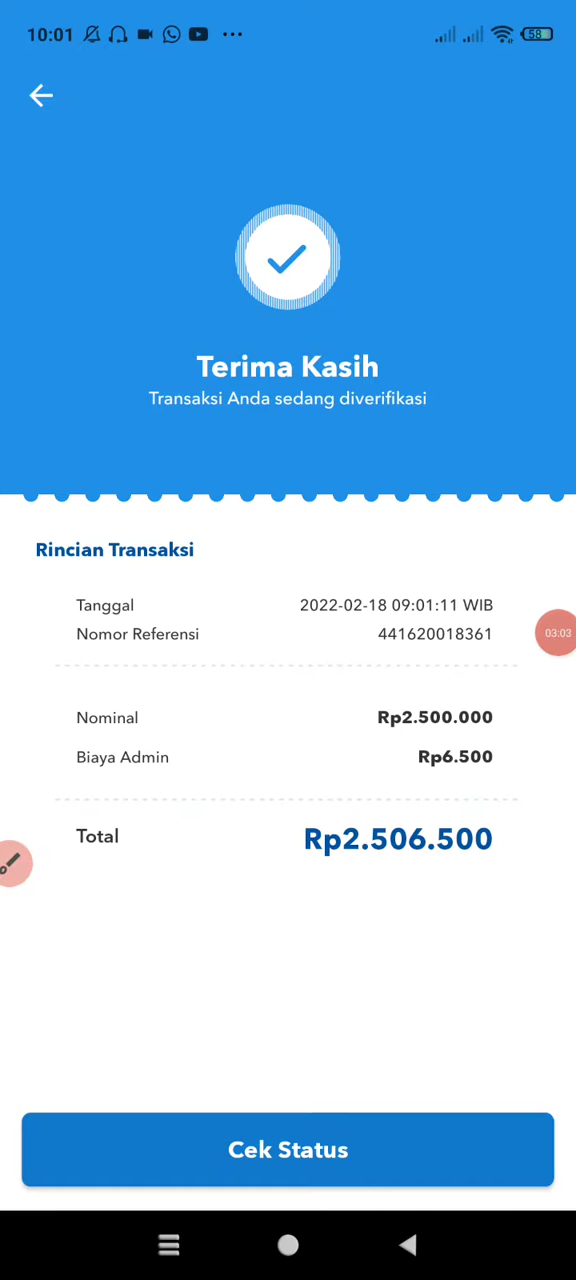 10:01
58
Terima Kasih
Transaksi Anda sedang diverifikasi
Rincian Transaksi
Tanggal 2022-02-18 09:01:11 WIB
Nomor Referensi 441620018361
03:03
Nominal Rp2.500.000
Biaya Admin Rp6.500
Total Rp2.506.500
Cek Status